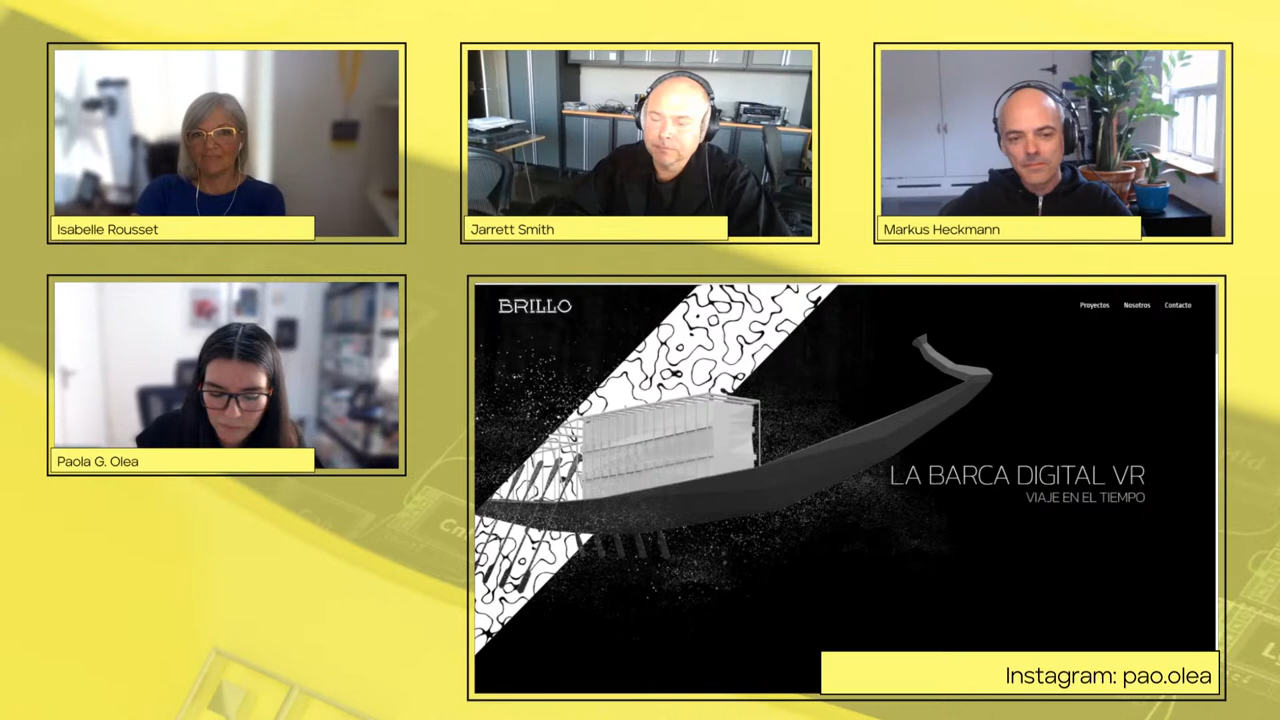 Isabelle Rousset
Jarrett Smith
Markus Heckmann
Paola G. Olea
BRILLO
Proyectos Nosotros Contacto
LA BARCA DIGITAL VR
VIAJE EN EL TIEMPO
Instagram: pao.olea